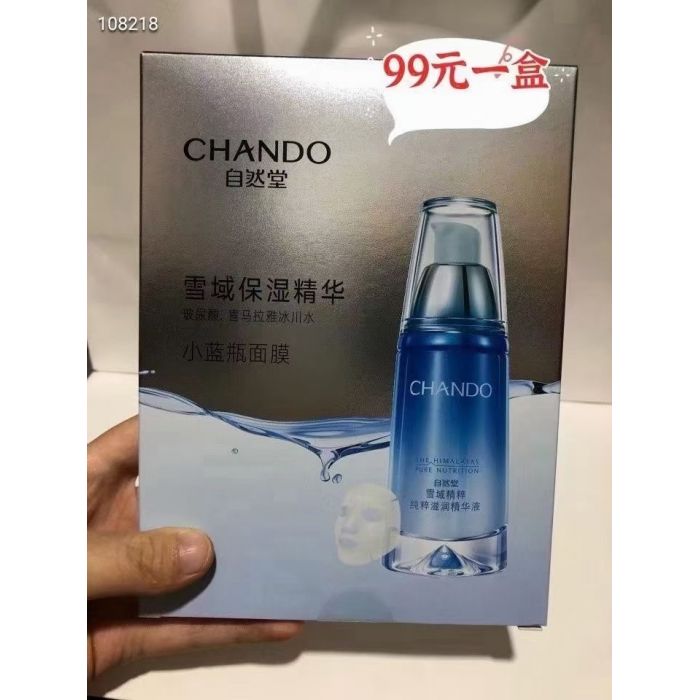 108218
99元一盒
CHANDO
自然堂
雪域保湿精华
玻尿酸, 喜马拉雅冰川水
小蓝瓶面膜
CHANDO
THE HIMALAYAS
PURE NUTRITION
自然堂
雪域精粹
纯粹滋润精华液